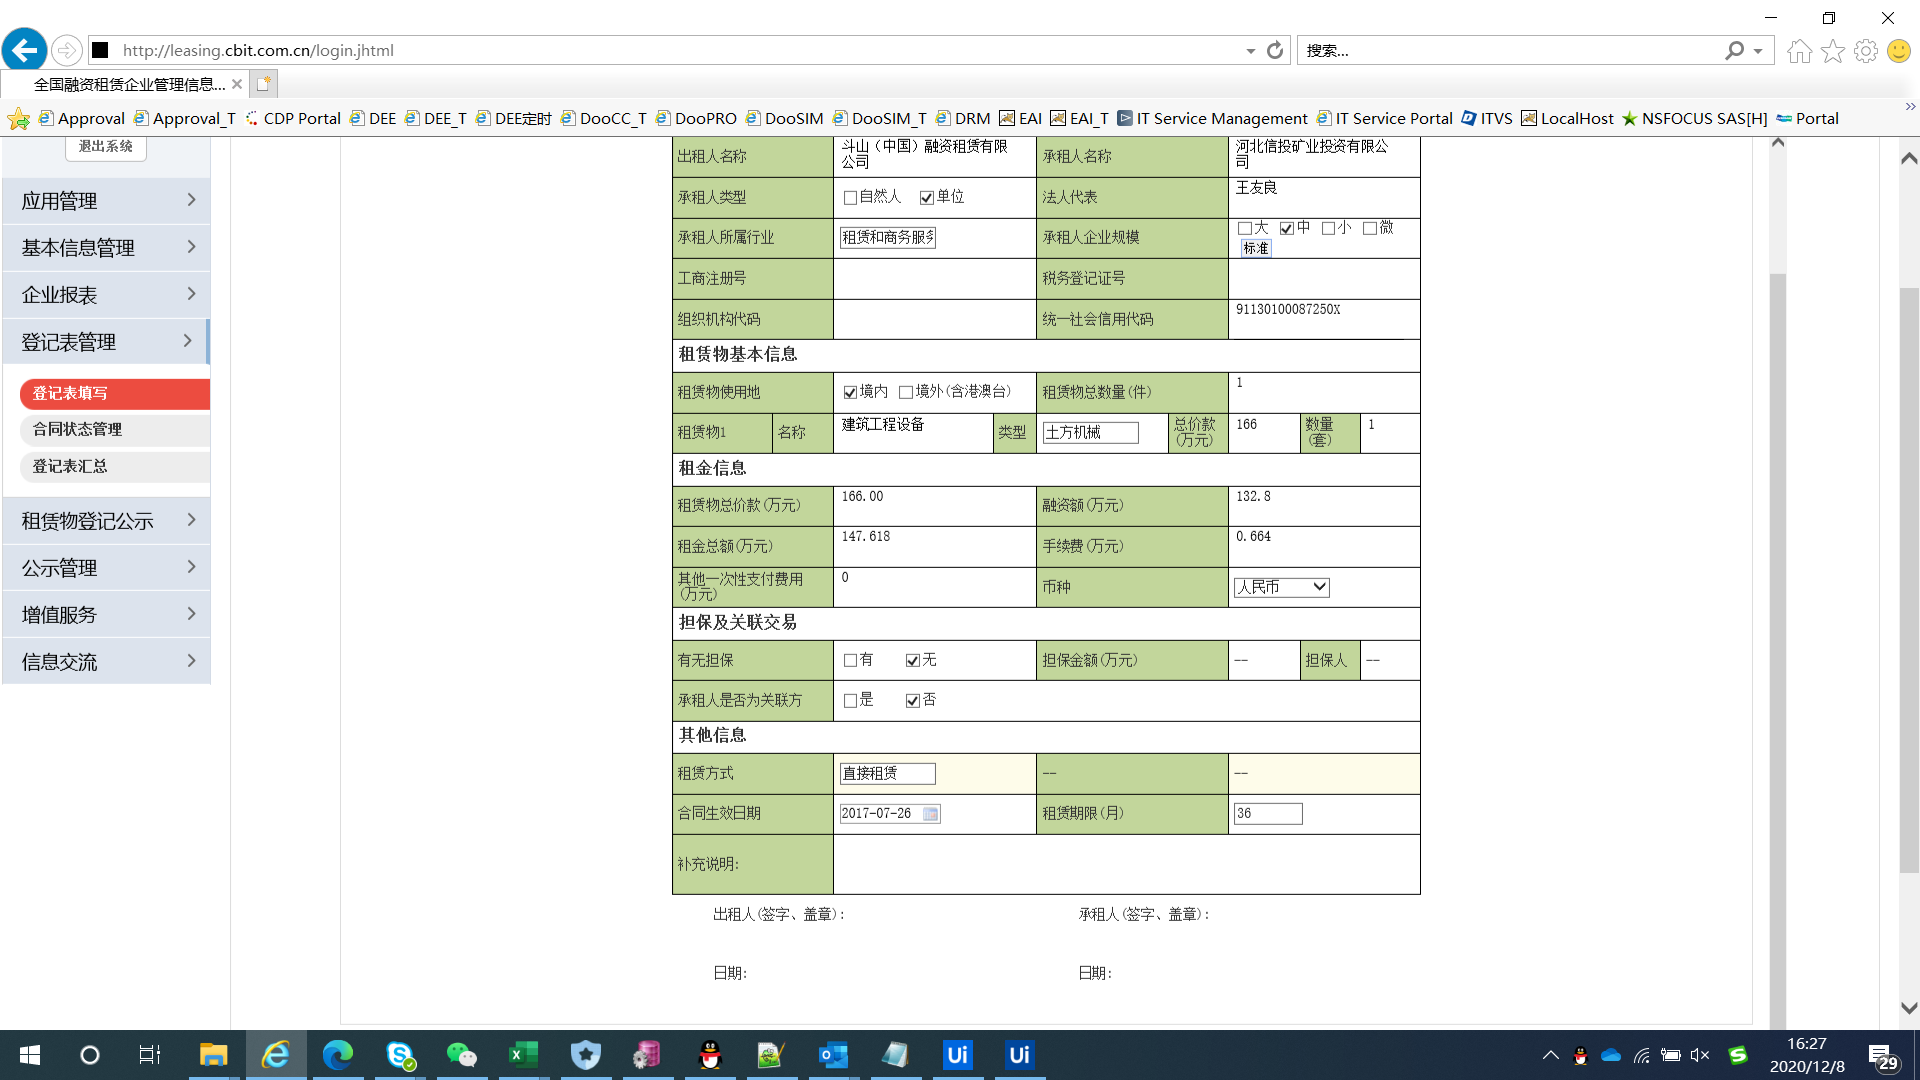 http://leasing.cbit.com.cn/login.jhtml
搜索...
全国融资租赁企业管理信息...
Approval Approval_T CDP Portal DEE DEE_T DEE定时 DooCC_T DooPRO DooSIM DooSIM_T DRM EAI EAI_T IT Service Management IT Service Portal ITVS LocalHost NSFOCUS SAS[H] Portal
退出系统
应用管理
基本信息管理
企业报表
登记表管理
登记表填写
合同状态管理
登记表汇总
租赁物登记公示
公示管理
增值服务
信息交流
出租人名称 斗山（中国）融资租赁有限公司 承租人名称 河北信投矿业投资有限公司
承租人类型 自然人 单位 法人代表 王友良
承租人所属行业 租赁和商务服务 承租人企业规模 大 中 小 微
标准
工商注册号 税务登记证号
组织机构代码 统一社会信用代码 91130100087250X
租赁物基本信息
租赁物使用地 境内 境外(含港澳台) 租赁物总数量(件) 1
租赁物1 名称 建筑工程设备 类型 土方机械 总价款(万元) 166 数量(套) 1
租金信息
租赁物总价款(万元) 166.00 融资额(万元) 132.8
租金总额(万元) 147.618 手续费(万元) 0.664
其他一次性支付费用(万元) 0 币种 人民币
担保及关联交易
有无担保 有 无 担保金额(万元) -- 担保人 --
承租人是否为关联方 是 否
其他信息
租赁方式 直接租赁 -- --
合同生效日期 2017-07-26 租赁期限(月) 36
补充说明:
出租人(签字、盖章): 承租人(签字、盖章):
日期: 日期:
16:27
2020/12/8
29